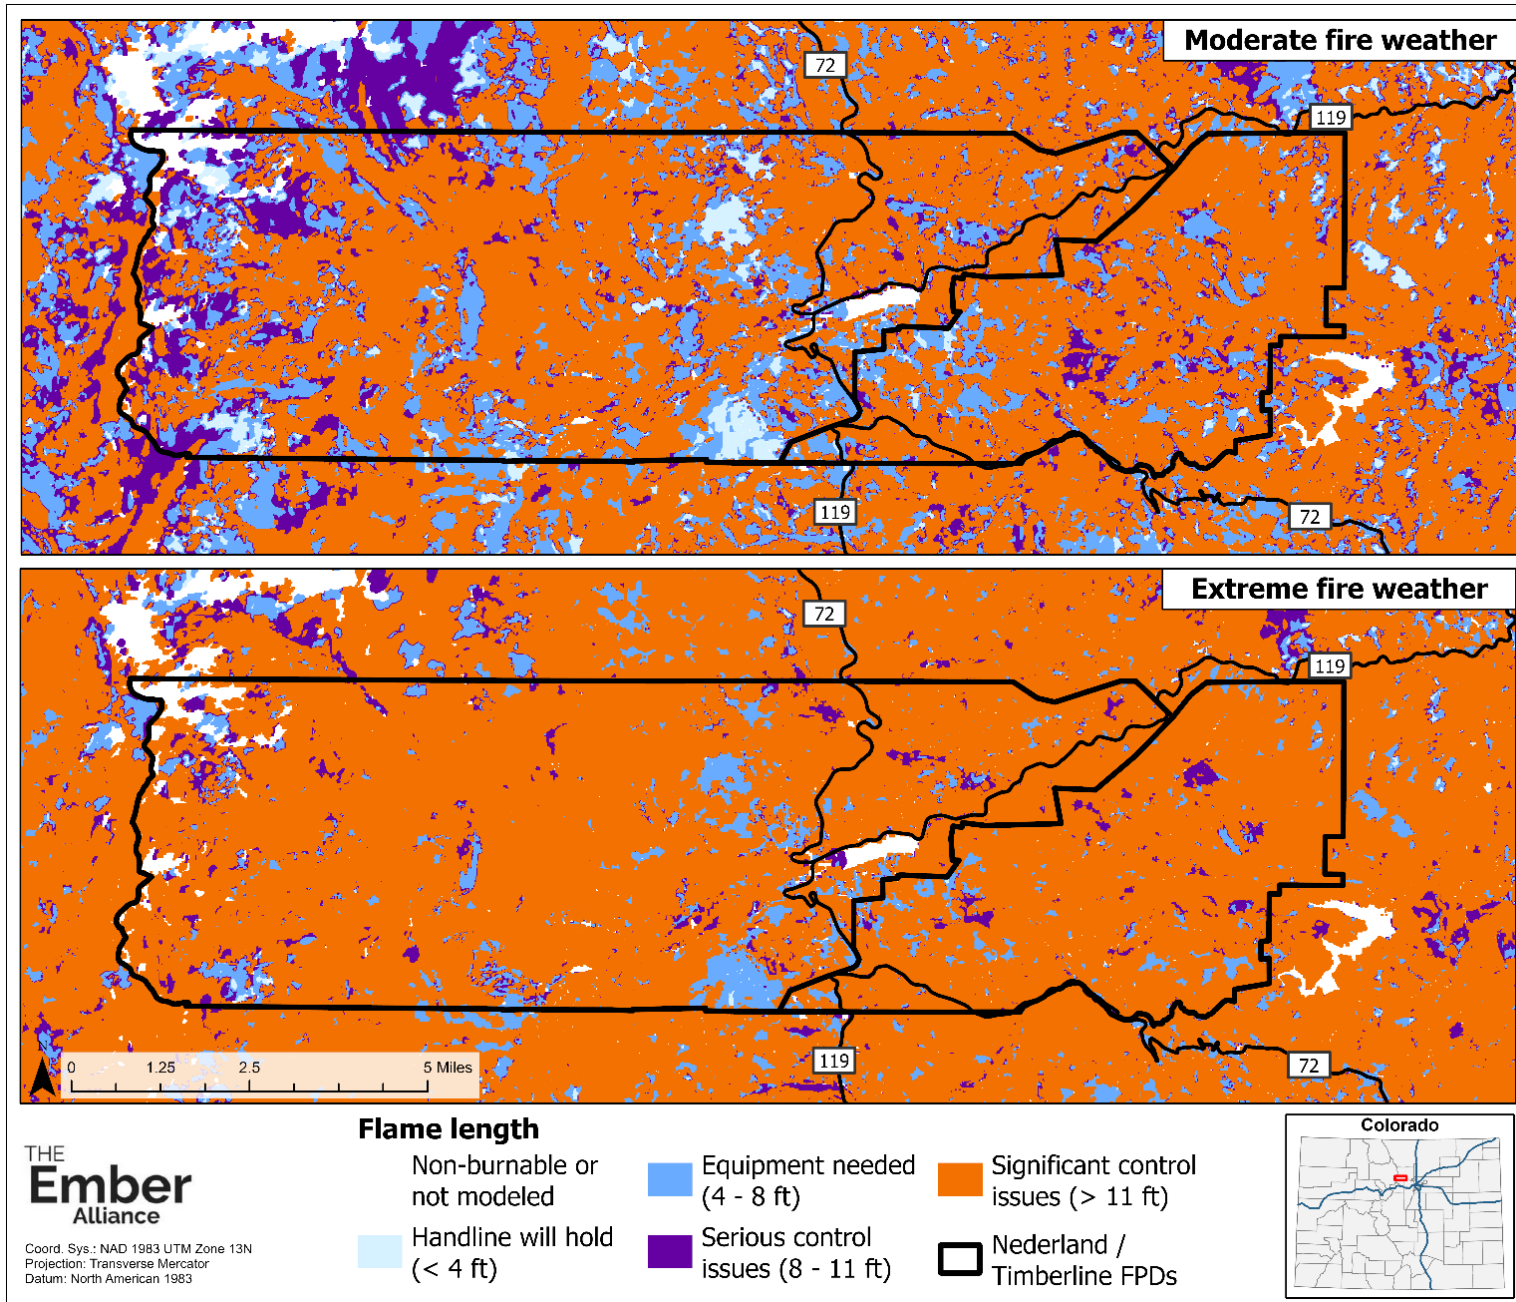 Moderate fire weather
72
119
119
72
Extreme fire weather
72
119
119
72
N
0 1.25 2.5 5 Miles
THE
Ember
Alliance
Coord. Sys.: NAD 1983 UTM Zone 13N
Projection: Transverse Mercator
Datum: North American 1983
Flame length
Non-burnable or
not modeled
Handline will hold
(< 4 ft)
Equipment needed
(4 - 8 ft)
Serious control
issues (8 - 11 ft)
Significant control
issues (> 11 ft)
Nederland /
Timberline FPDs
Colorado